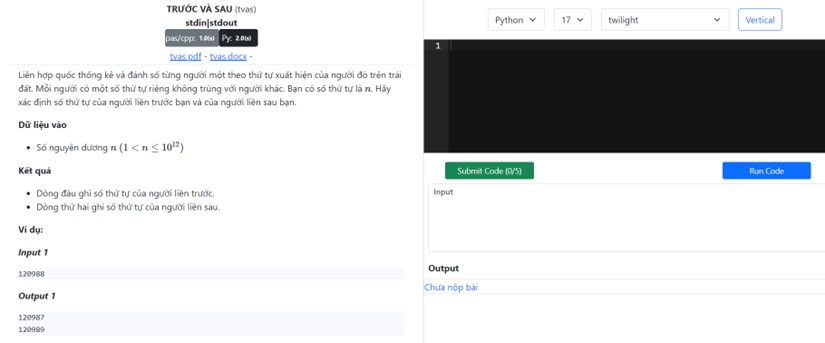 TRƯỚC VÀ SAU (tvas)
stdin|stdout
pas/cpp: 1.0(s) Py: 2.0(s)
tvas.pdf - tvas.docx -
Liên hợp quốc thống kê và đánh số từng người một theo thứ tự xuất hiện của người đó trên trái
đất. Mỗi người có một số thứ tự riêng không trùng với người khác. Bạn có số thứ tự là n. Hãy
xác định số thứ tự của người liền trước bạn và của người liền sau bạn.
Dữ liệu vào
• Số nguyên dương n (1 < n ≤ 10¹²)
Kết quả
• Dòng đầu ghi số thứ tự của người liền trước.
• Dòng thứ hai ghi số thứ tự của người liền sau.
Ví dụ:
Input 1
120988
Output 1
120987
120989
Python 17 twilight Vertical
1
Submit Code (0/5) Run Code
Input
Output
Chưa nộp bài